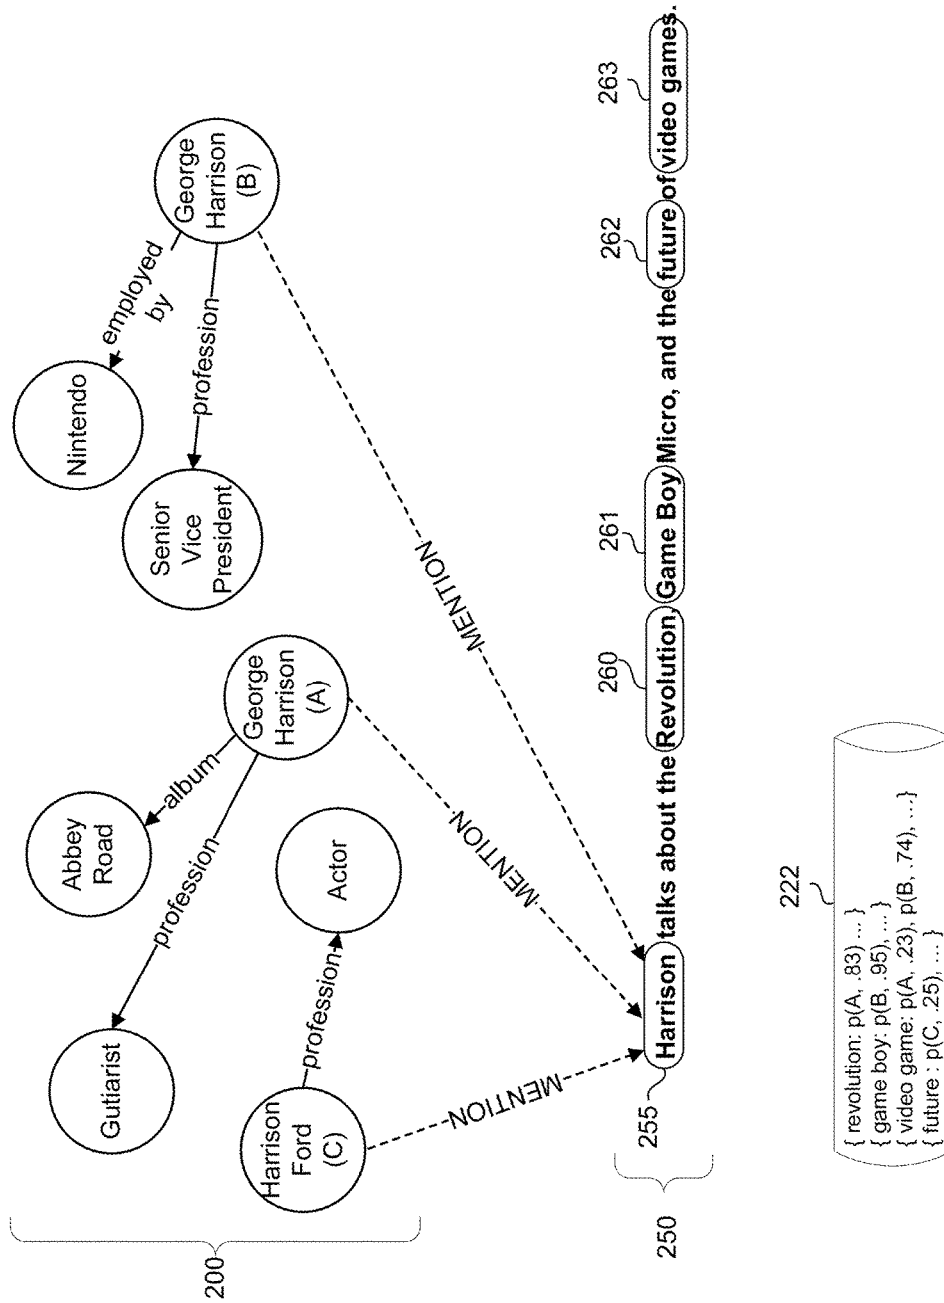 200
Gutiarist
Abbey
Road
Nintendo
profession
album
employed
by
Harrison
Ford
(C)
profession
Actor
George
Harrison
(A)
Senior
Vice
President
profession
George
Harrison
(B)
MENTION
MENTION
MENTION
250
255
260
261
262
263
Harrison talks about the Revolution, Game Boy Micro, and the future of video games.
222
{ revolution: p(A, .83) ... }
{ game boy: p(B, .95), ... }
{ video game: p(A, .23), p(B, .74), ...}
{ future : p(C, .25), ... }